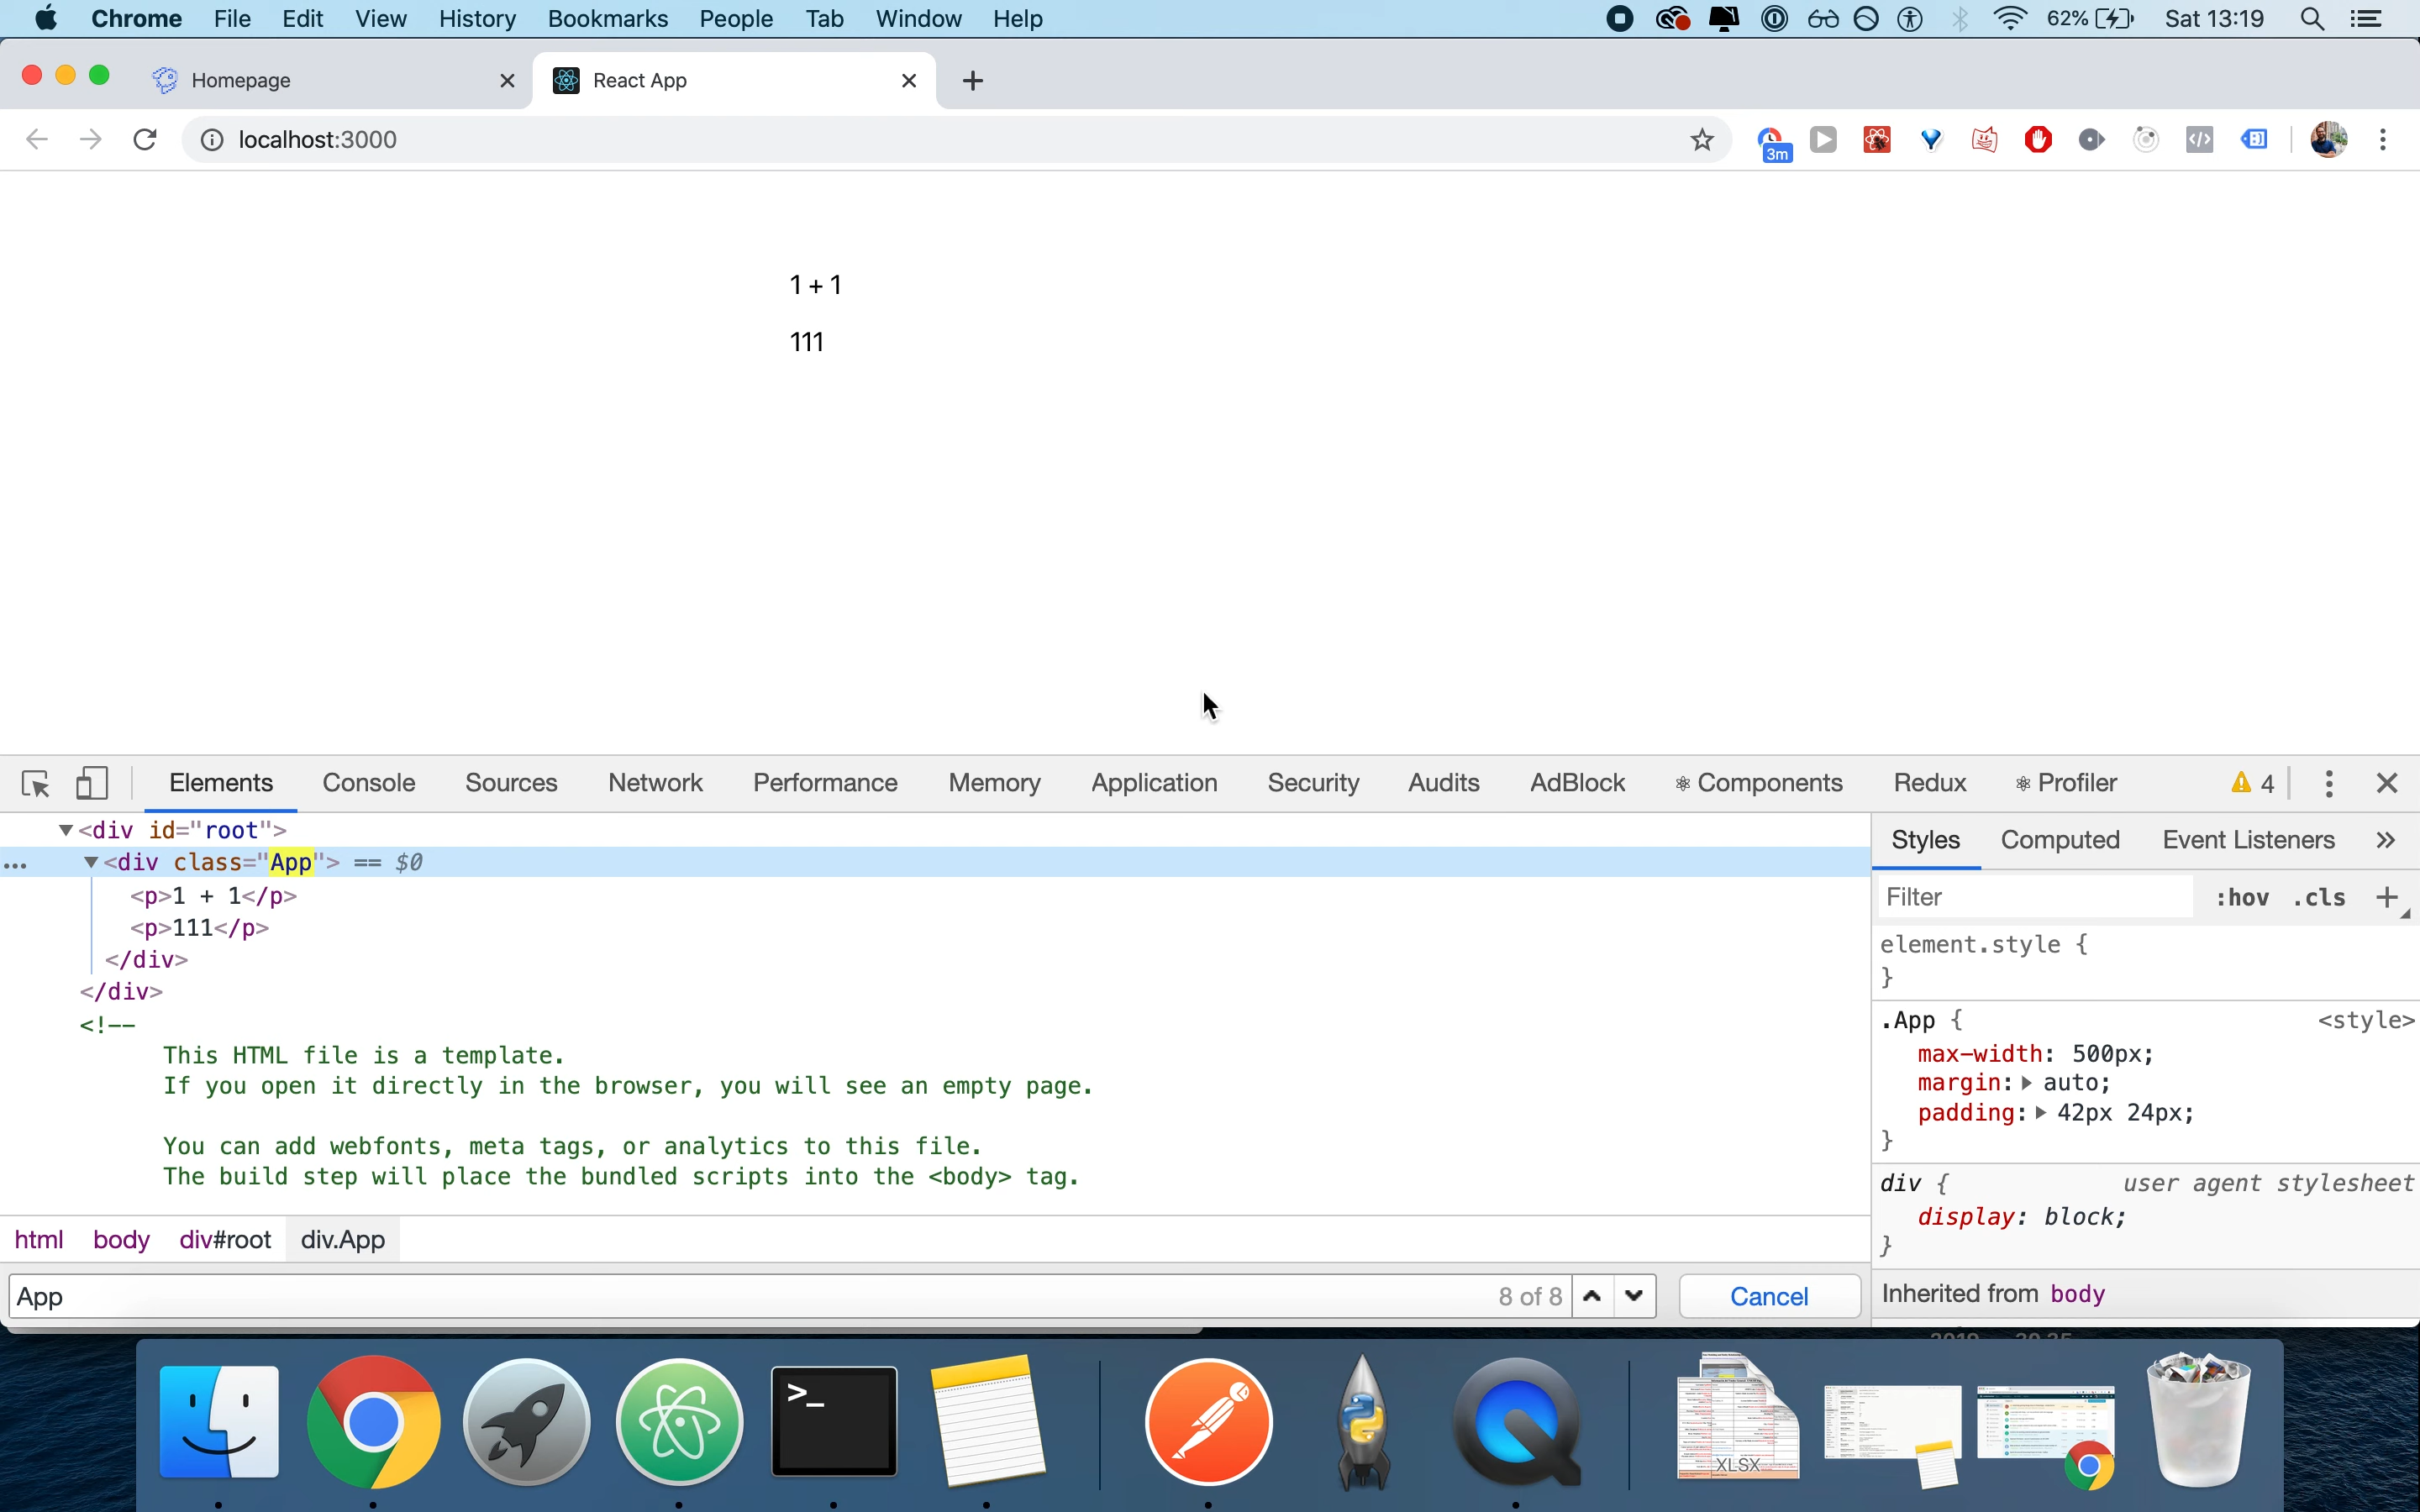 Chrome File Edit View History Bookmarks People Tab Window Help 62% Sat 13:19
Homepage React App
localhost:3000 3m
1 + 1
111
Elements Console Sources Network Performance Memory Application Security Audits AdBlock ⚛ Components Redux ⚛ Profiler 4
▼<div id="root">
… ▼<div class="App"> == $0
<p>1 + 1</p>
<p>111</p>
</div>
</div>
<!--
This HTML file is a template.
If you open it directly in the browser, you will see an empty page.
You can add webfonts, meta tags, or analytics to this file.
The build step will place the bundled scripts into the <body> tag.
html body div#root div.App
App 8 of 8 Cancel
Styles Computed Event Listeners »
Filter :hov .cls +
element.style {
}
.App { <style>
max-width: 500px;
margin:▶ auto;
padding:▶ 42px 24px;
}
div { user agent stylesheet
display: block;
}
Inherited from body
>_
XLSX